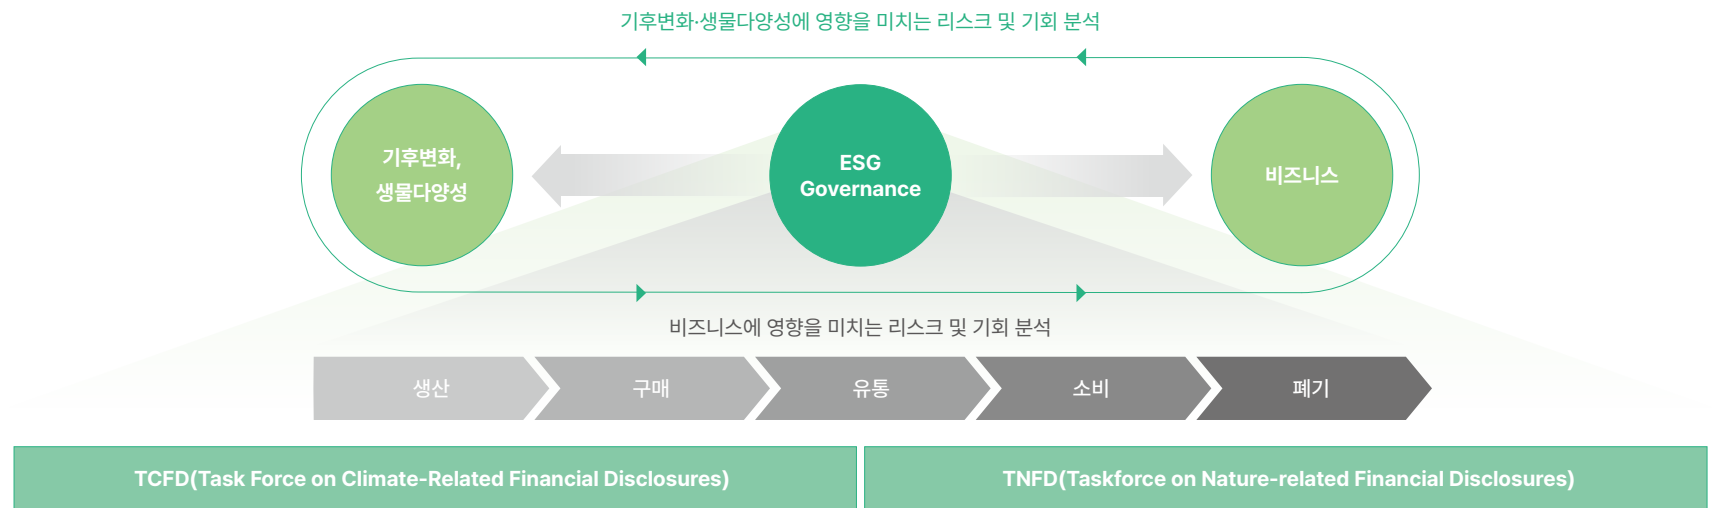 기후변화·생물다양성에 영향을 미치는 리스크 및 기회 분석
기후변화,
생물다양성
ESG
Governance
비즈니스
비즈니스에 영향을 미치는 리스크 및 기회 분석
생산
구매
유통
소비
폐기
TCFD(Task Force on Climate-Related Financial Disclosures)
TNFD(Taskforce on Nature-related Financial Disclosures)